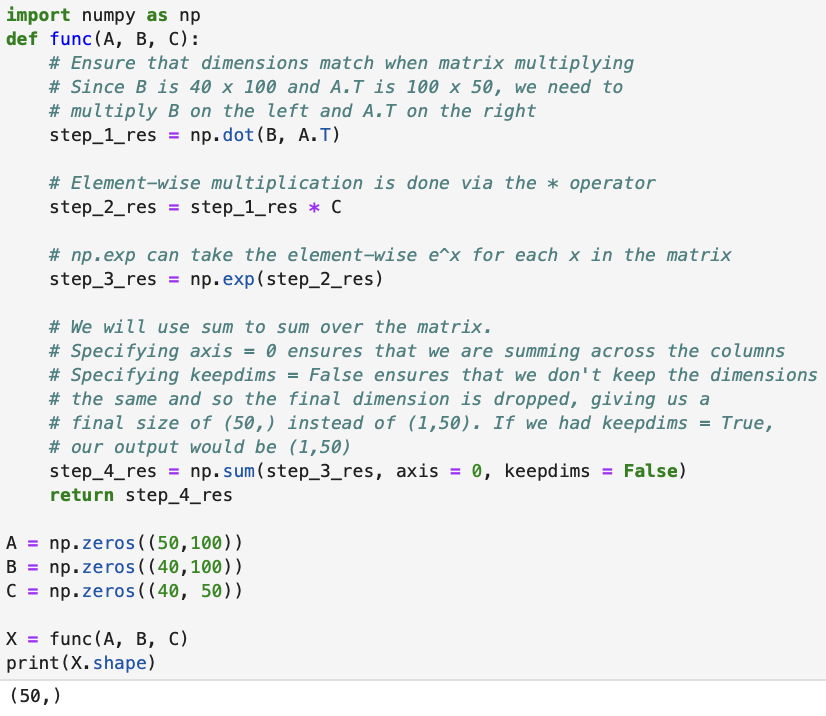 import numpy as np
def func(A, B, C):
    # Ensure that dimensions match when matrix multiplying
    # Since B is 40 x 100 and A.T is 100 x 50, we need to
    # multiply B on the left and A.T on the right
    step_1_res = np.dot(B, A.T)

    # Element-wise multiplication is done via the * operator
    step_2_res = step_1_res * C

    # np.exp can take the element-wise e^x for each x in the matrix
    step_3_res = np.exp(step_2_res)

    # We will use sum to sum over the matrix.
    # Specifying axis = 0 ensures that we are summing across the columns
    # Specifying keepdims = False ensures that we don't keep the dimensions
    # the same and so the final dimension is dropped, giving us a
    # final size of (50,) instead of (1,50). If we had keepdims = True,
    # our output would be (1,50)
    step_4_res = np.sum(step_3_res, axis = 0, keepdims = False)
    return step_4_res

A = np.zeros((50,100))
B = np.zeros((40,100))
C = np.zeros((40, 50))

X = func(A, B, C)
print(X.shape)
(50,)